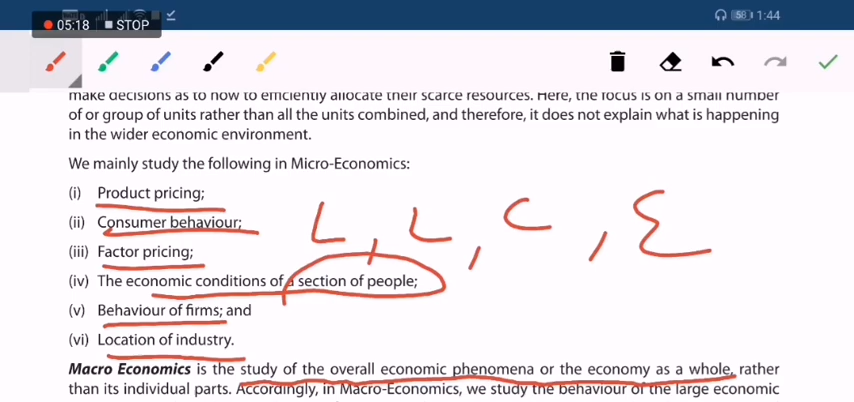 05:18 STOP 58 1:44
make decisions as to how to efficiently allocate their scarce resources. Here, the focus is on a small number
of or group of units rather than all the units combined, and therefore, it does not explain what is happening
in the wider economic environment.
We mainly study the following in Micro-Economics:
(i) Product pricing;
(ii) Consumer behaviour;
(iii) Factor pricing;
L, L, C, E
(iv) The economic conditions of a section of people;
(v) Behaviour of firms; and
(vi) Location of industry.
Macro Economics is the study of the overall economic phenomena or the economy as a whole, rather
than its individual parts. Accordingly, in Macro-Economics, we study the behaviour of the large economic